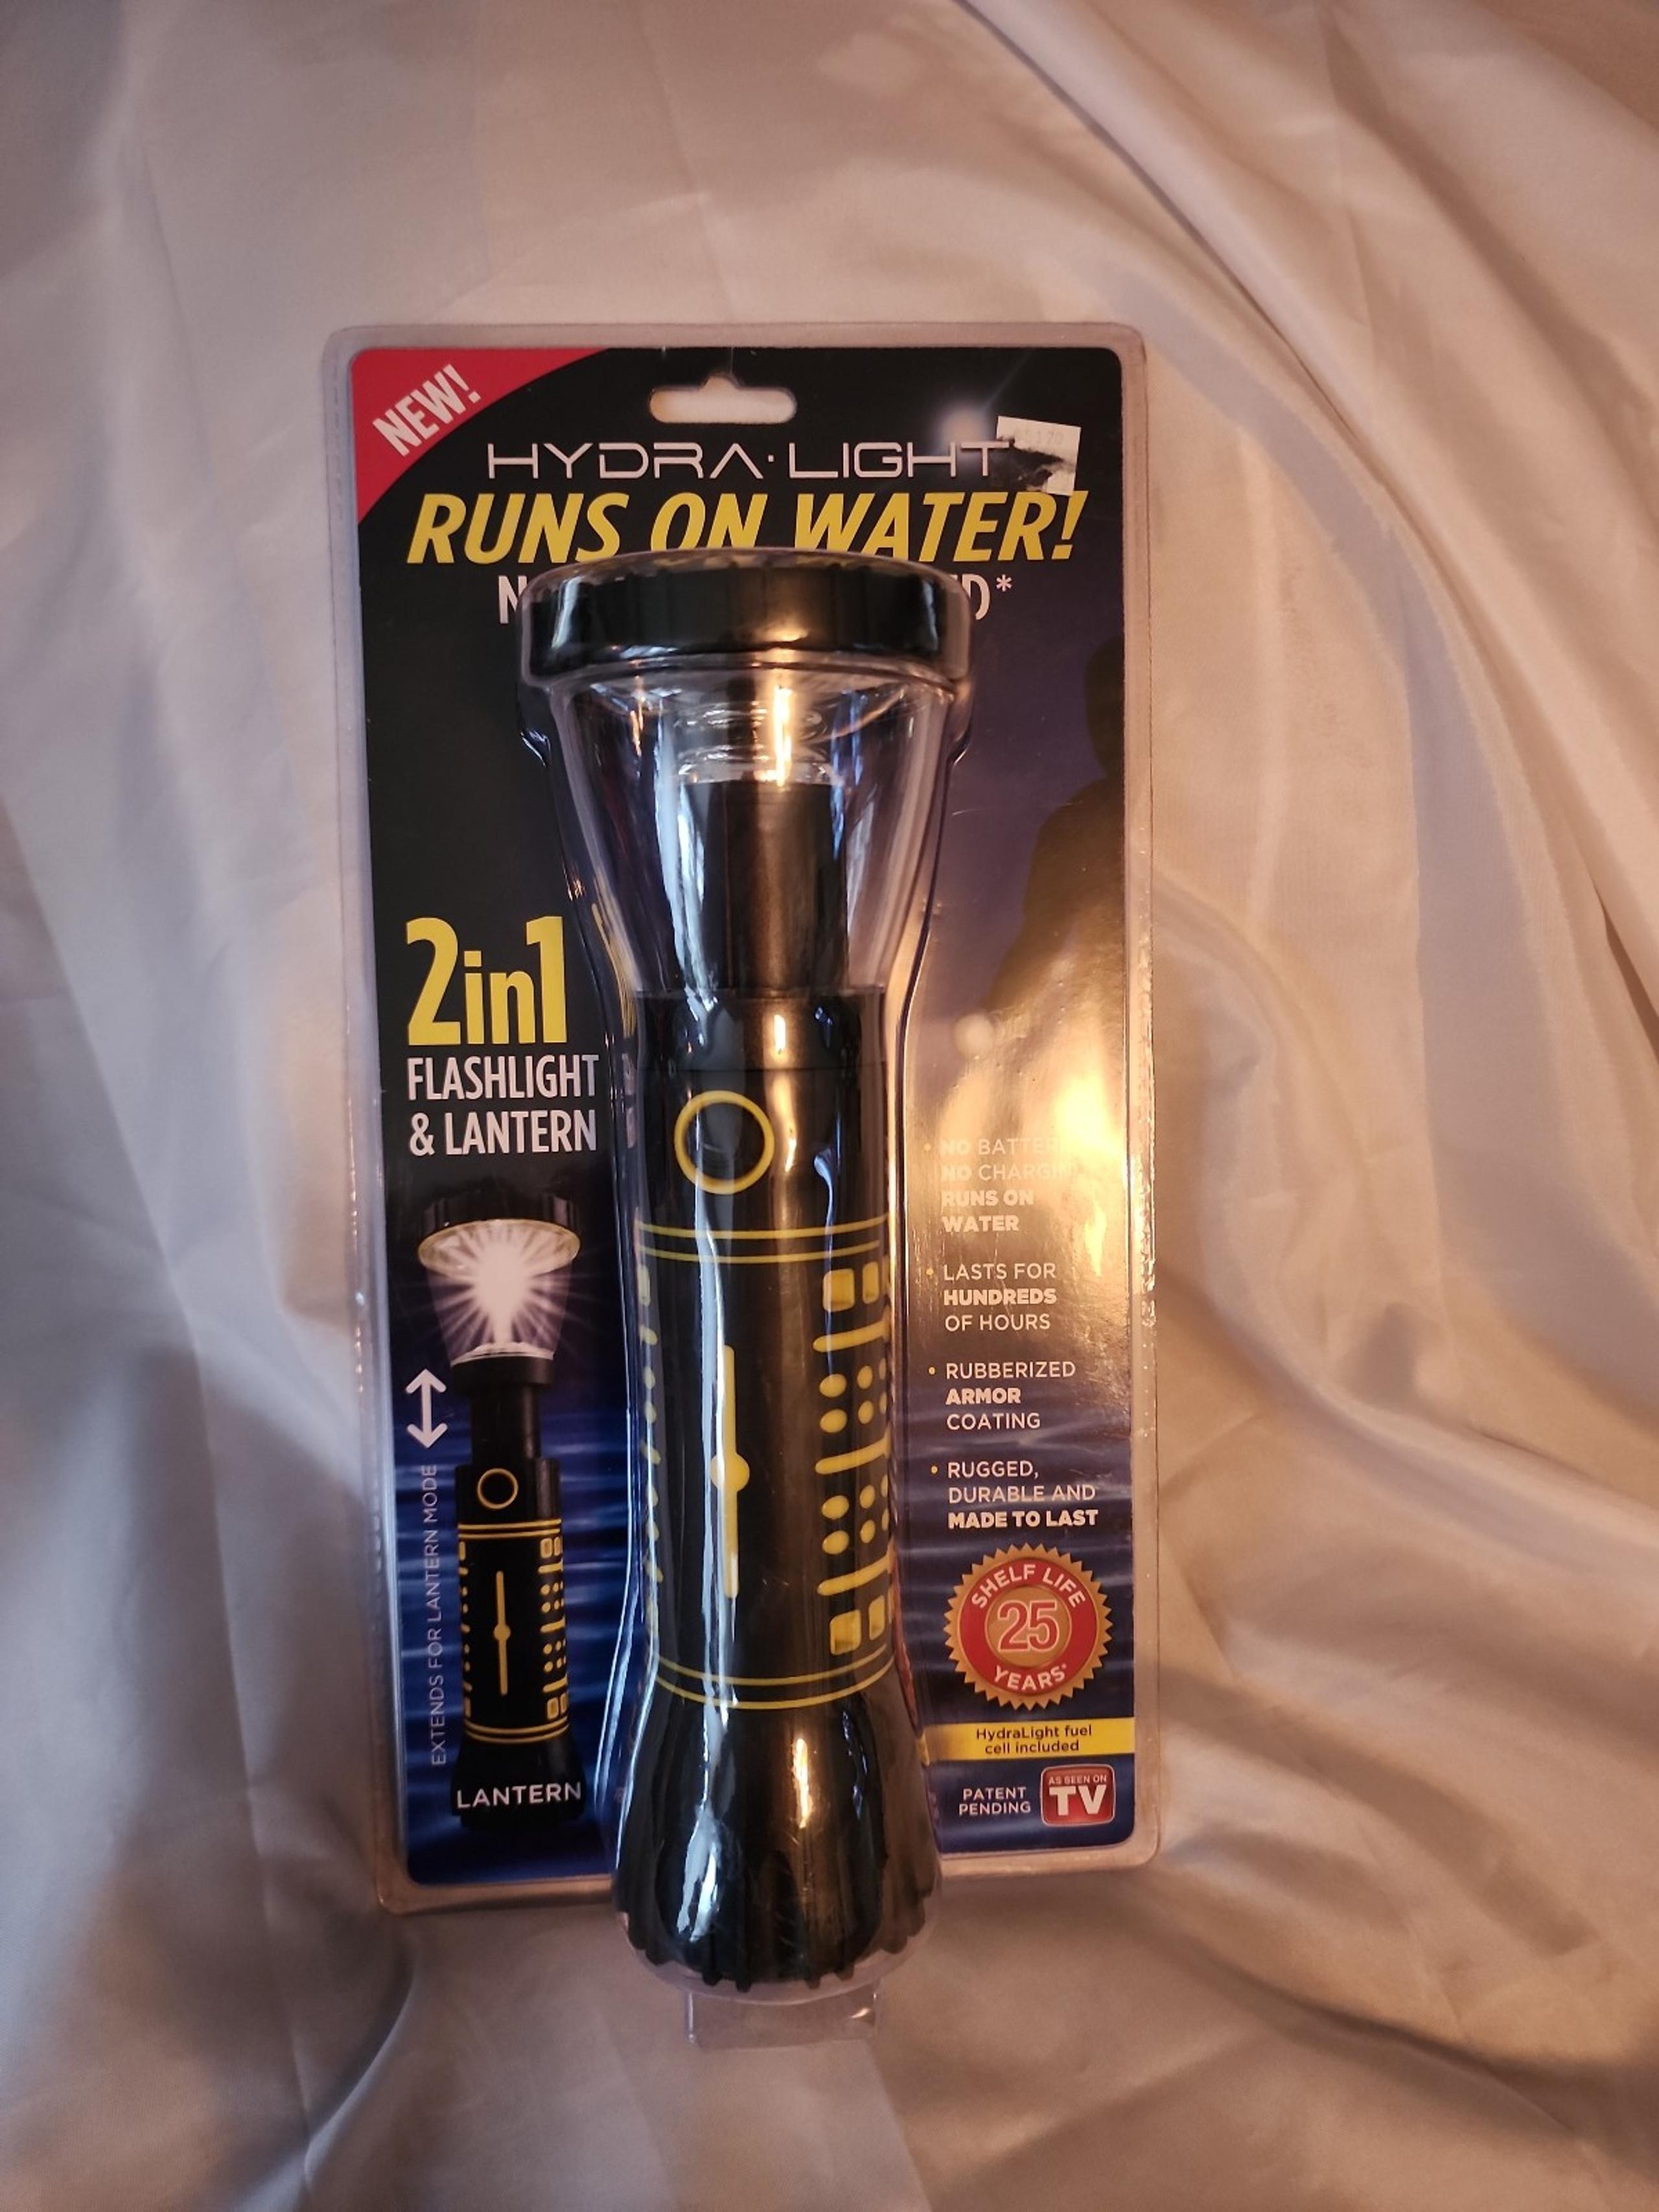 NEW!
HYDRA·LIGHT
RUNS ON WATER!
2in1
FLASHLIGHT
& LANTERN
EXTENDS FOR LANTERN MODE
LANTERN
• NO
NO
RUNS ON
WATER
• LASTS FOR
HUNDREDS
OF HOURS
• RUBBERIZED
ARMOR
COATING
• RUGGED,
DURABLE AND
MADE TO LAST
SHELF LIFE
25
YEARS*
HydraLight fuel
cell included
PATENT
PENDING
AS SEEN ON
TV